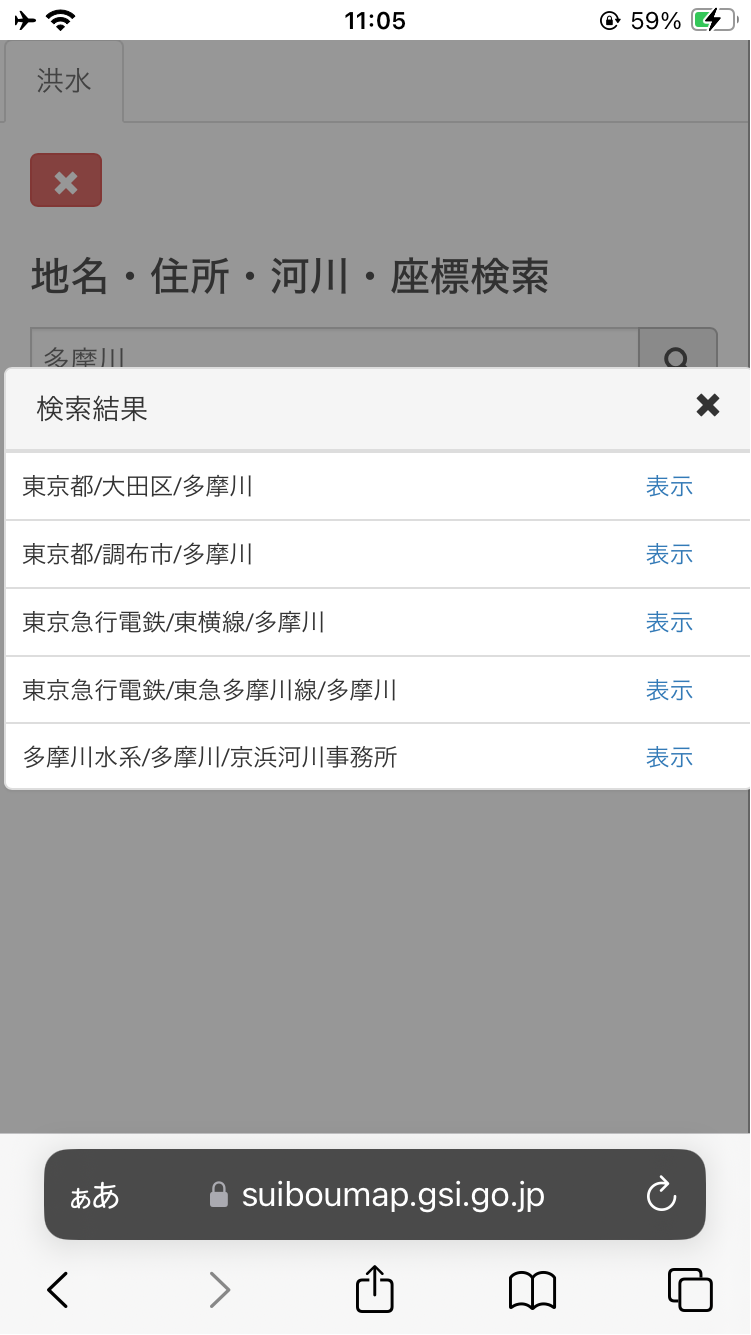 11:05
59%
洪水
地名・住所・河川・座標検索
多摩川
検索結果
東京都/大田区/多摩川 表示
東京都/調布市/多摩川 表示
東京急行電鉄/東横線/多摩川 表示
東京急行電鉄/東急多摩川線/多摩川 表示
多摩川水系/多摩川/京浜河川事務所 表示
ぁあ suiboumap.gsi.go.jp